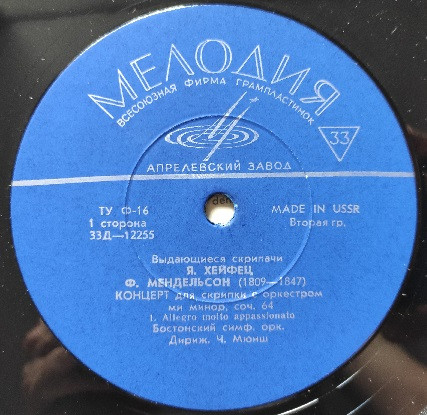 МЕЛОДИЯ
ВСЕСОЮЗНАЯ ФИРМА ГРАМПЛАСТИНОК
33
АПРЕЛЕВСКИЙ ЗАВОД
ТУ Ф-16
1 сторона
33Д—12255
MADE IN USSR
Вторая гр.
Выдающиеся скрипачи
Я. ХЕЙФЕЦ
Ф. МЕНДЕЛЬСОН (1809—1847)
КОНЦЕРТ для скрипки с оркестром
ми минор, соч. 64
1. Allegro molto appassionato
Бостонский симф. орк.
Дириж. Ч. Мюнш